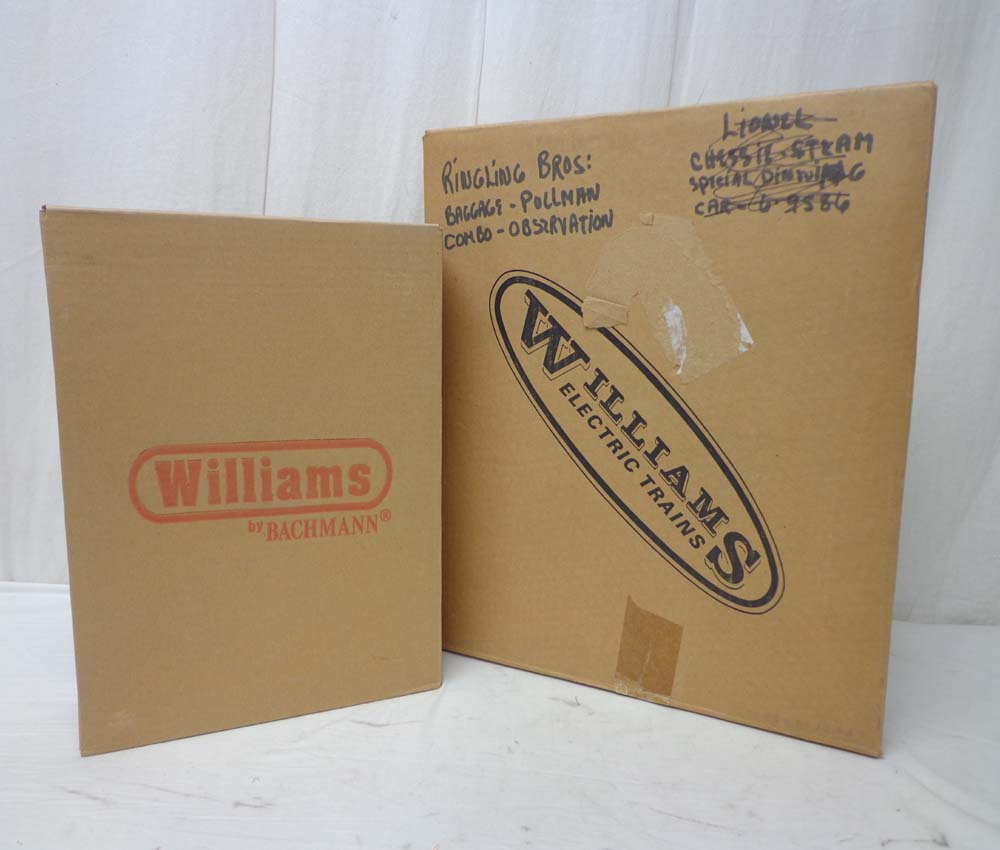 Williams
by BACHMANN®
RINGLING BROS:
BAGGAGE - PULLMAN
COMBO - OBSERVATION
LIONEL
CHESSIE STEAM
SPECIAL
CAR - 6-9586
WILLIAMS
ELECTRIC TRAINS